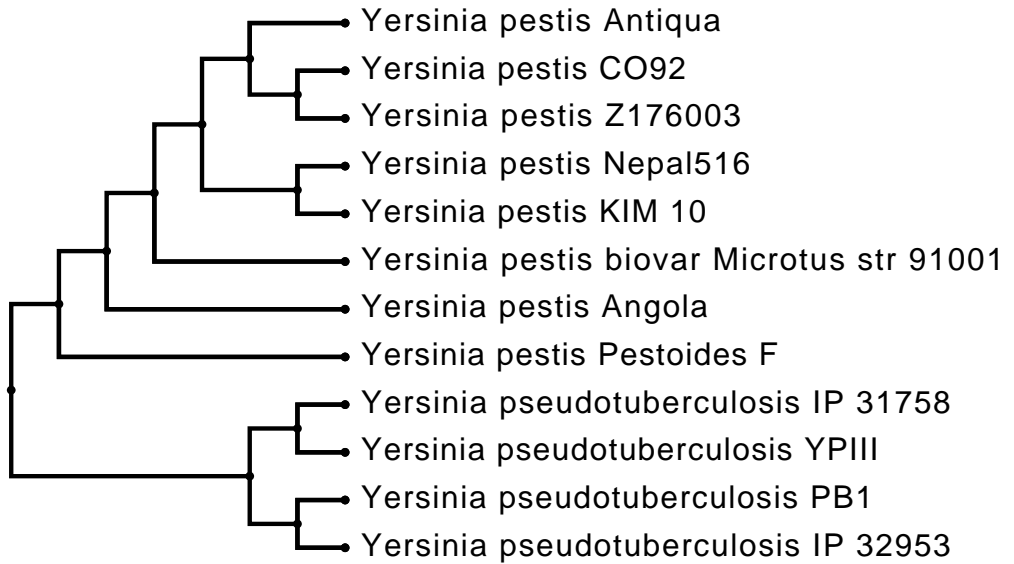 Yersinia pestis Antiqua
Yersinia pestis CO92
Yersinia pestis Z176003
Yersinia pestis Nepal516
Yersinia pestis KIM 10
Yersinia pestis biovar Microtus str 91001
Yersinia pestis Angola
Yersinia pestis Pestoides F
Yersinia pseudotuberculosis IP 31758
Yersinia pseudotuberculosis YPIII
Yersinia pseudotuberculosis PB1
Yersinia pseudotuberculosis IP 32953